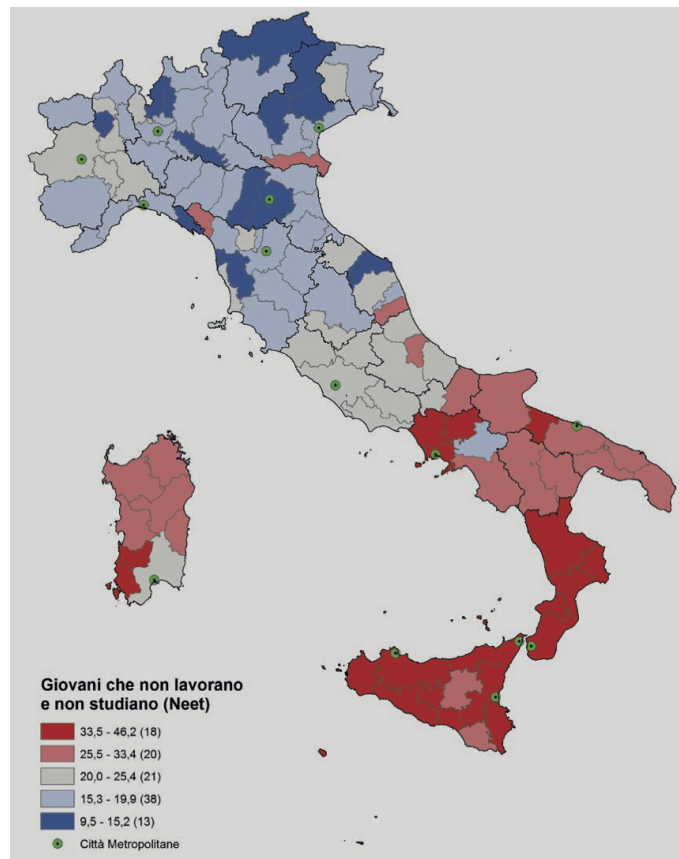 Giovani che non lavorano
e non studiano (Neet)
33,5 - 46,2 (18)
25,5 - 33,4 (20)
20,0 - 25,4 (21)
15,3 - 19,9 (38)
9,5 - 15,2 (13)
Città Metropolitane